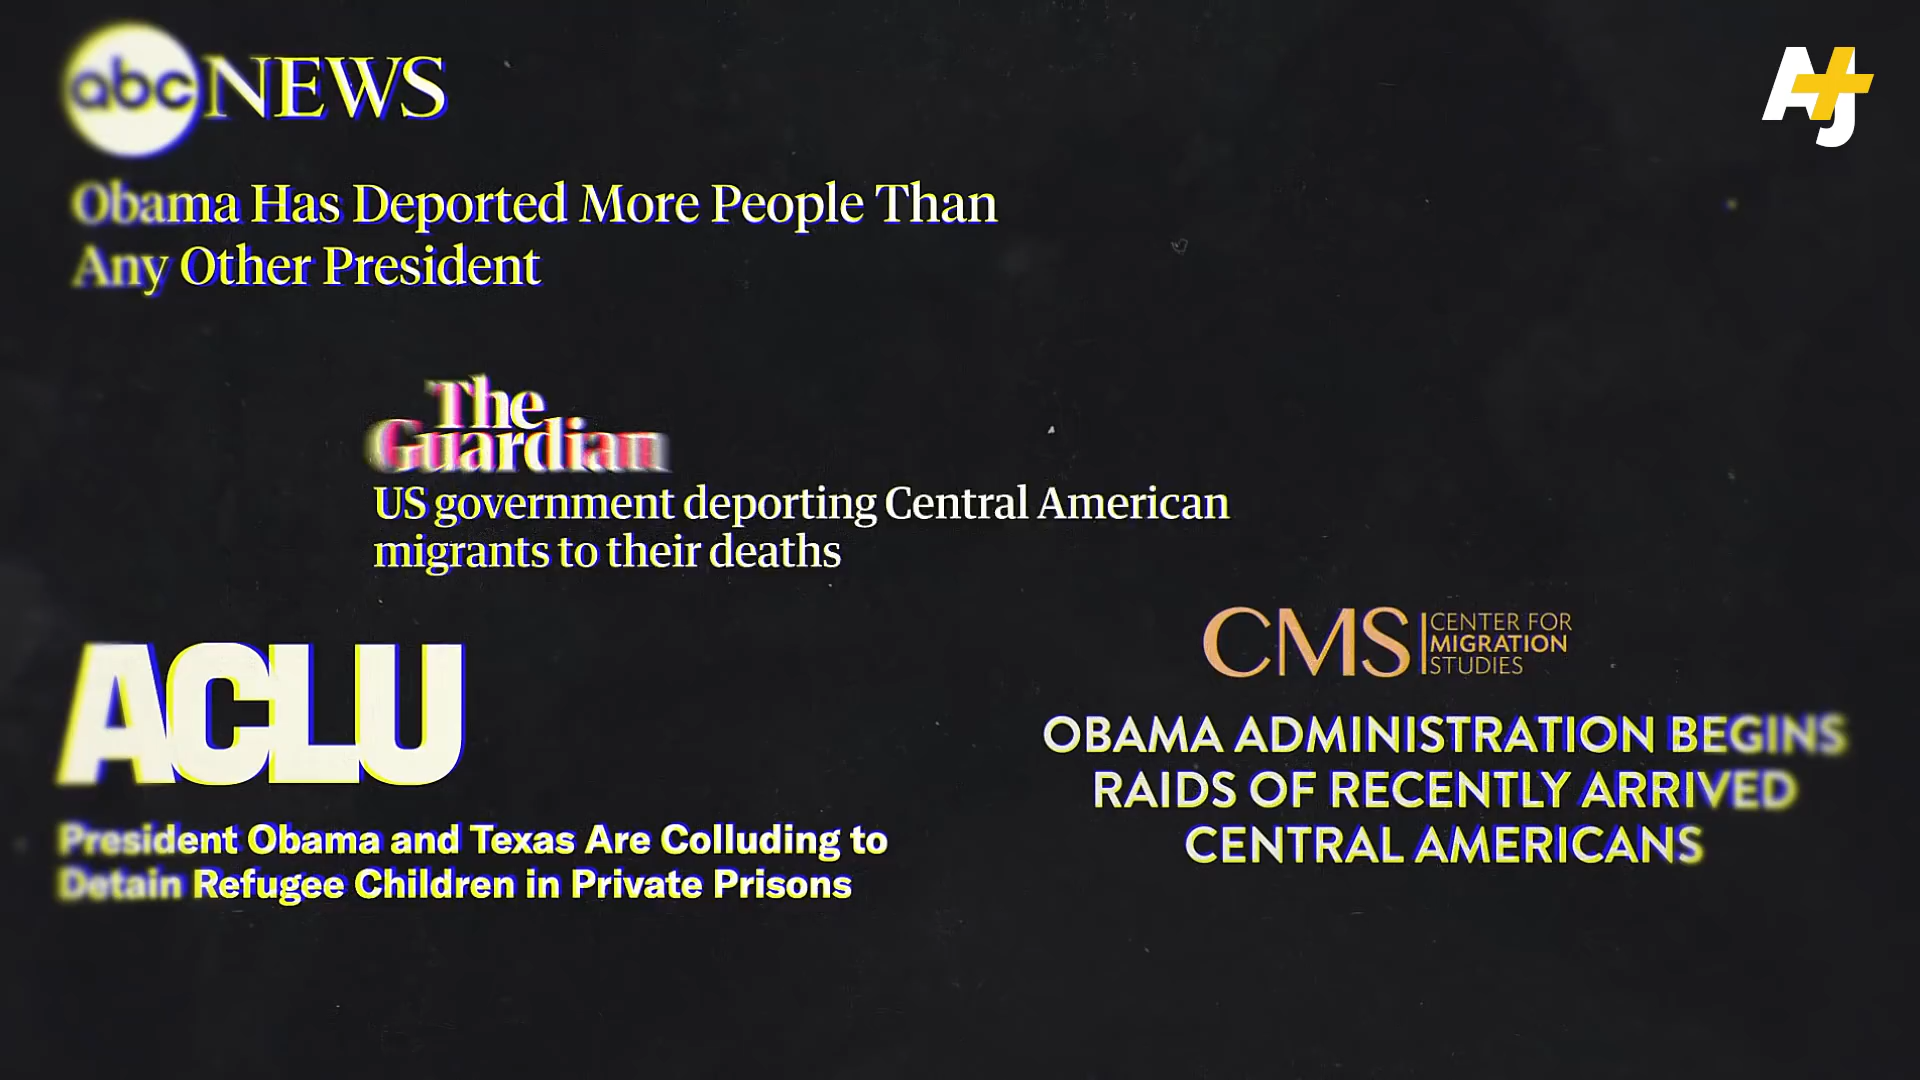 abc NEWS
AJ+
Obama Has Deported More People Than
Any Other President
The
Guardian
US government deporting Central American
migrants to their deaths
ACLU
President Obama and Texas Are Colluding to
Detain Refugee Children in Private Prisons
CMS CENTER FOR
MIGRATION
STUDIES
OBAMA ADMINISTRATION BEGINS
RAIDS OF RECENTLY ARRIVED
CENTRAL AMERICANS